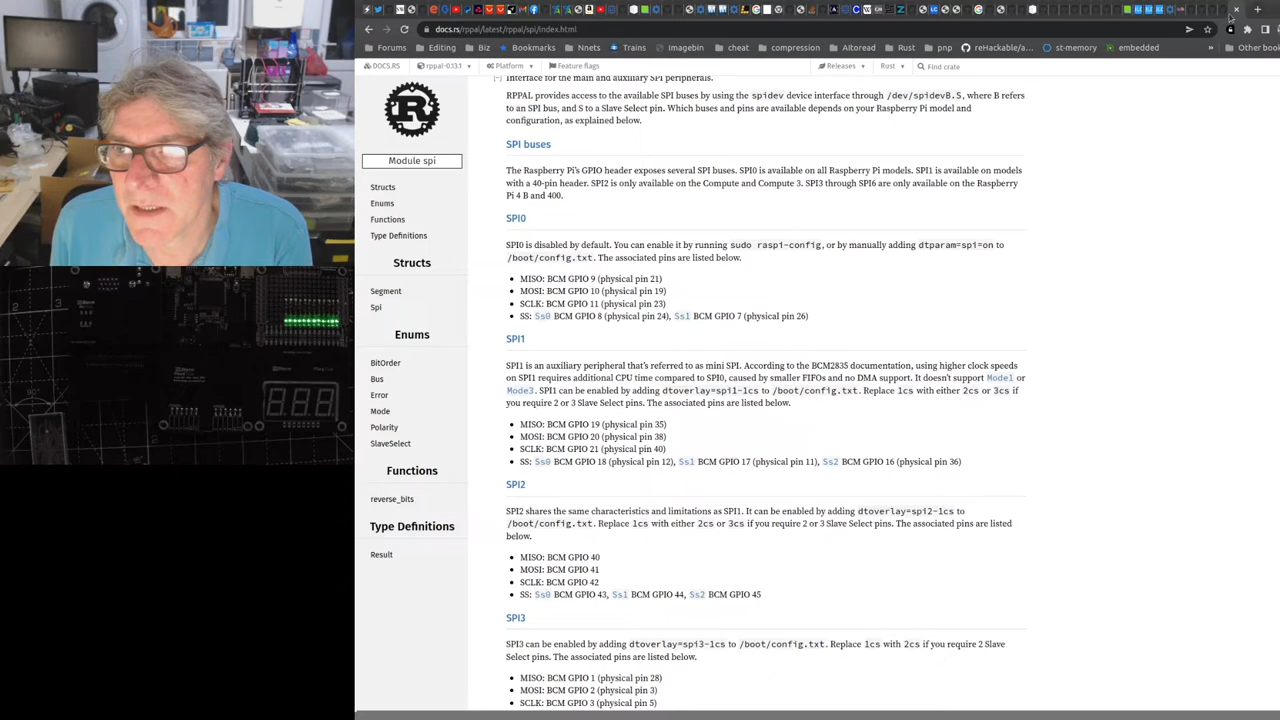 docs.rs/rppal/latest/rppal/spi/index.html
Forums
Editing
Biz
Bookmarks
Nnets
Trains
Imagebin
cheat
compaction
Altoread
Rust
pnp
reHackable/a...
st-memory
embedded
Other book
DOCS.RS
rppal-0.13.1
Platform
Feature flags
Releases
Rust
Find crate
Module spi
Structs
Enums
Functions
Type Definitions
Structs
Segment
Spi
Enums
BitOrder
Bus
Error
Mode
Polarity
SlaveSelect
Functions
reverse_bits
Type Definitions
Result
[-] Interface for the main and auxiliary SPI peripherals.
RPPAL provides access to the available SPI buses by using the spidev device interface through /dev/spidevB.S, where B refers
to an SPI bus, and S to a Slave Select pin. Which buses and pins are available depends on your Raspberry Pi model and
configuration, as explained below.
SPI buses
The Raspberry Pi's GPIO header exposes several SPI buses. SPI0 is available on all Raspberry Pi models. SPI1 is available on models
with a 40-pin header. SPI2 is only available on the Compute and Compute 3. SPI3 through SPI6 are only available on the Raspberry
Pi 4 B and 400.
SPI0
SPI0 is disabled by default. You can enable it by running sudo raspi-config, or by manually adding dtparam=spi=on to
/boot/config.txt. The associated pins are listed below.
• MISO: BCM GPIO 9 (physical pin 21)
• MOSI: BCM GPIO 10 (physical pin 19)
• SCLK: BCM GPIO 11 (physical pin 23)
• SS: Ss0 BCM GPIO 8 (physical pin 24), Ss1 BCM GPIO 7 (physical pin 26)
SPI1
SPI1 is an auxiliary peripheral that's referred to as mini SPI. According to the BCM2835 documentation, using higher clock speeds
on SPI1 requires additional CPU time compared to SPI0, caused by smaller FIFOs and no DMA support. It doesn't support Mode1 or
Mode3. SPI1 can be enabled by adding dtoverlay=spi1-1cs to /boot/config.txt. Replace 1cs with either 2cs or 3cs if
you require 2 or 3 Slave Select pins. The associated pins are listed below.
• MISO: BCM GPIO 19 (physical pin 35)
• MOSI: BCM GPIO 20 (physical pin 38)
• SCLK: BCM GPIO 21 (physical pin 40)
• SS: Ss0 BCM GPIO 18 (physical pin 12), Ss1 BCM GPIO 17 (physical pin 11), Ss2 BCM GPIO 16 (physical pin 36)
SPI2
SPI2 shares the same characteristics and limitations as SPI1. It can be enabled by adding dtoverlay=spi2-1cs to
/boot/config.txt. Replace 1cs with either 2cs or 3cs if you require 2 or 3 Slave Select pins. The associated pins are listed
below.
• MISO: BCM GPIO 40
• MOSI: BCM GPIO 41
• SCLK: BCM GPIO 42
• SS: Ss0 BCM GPIO 43, Ss1 BCM GPIO 44, Ss2 BCM GPIO 45
SPI3
SPI3 can be enabled by adding dtoverlay=spi3-1cs to /boot/config.txt. Replace 1cs with 2cs if you require 2 Slave
Select pins. The associated pins are listed below.
• MISO: BCM GPIO 1 (physical pin 28)
• MOSI: BCM GPIO 2 (physical pin 3)
• SCLK: BCM GPIO 3 (physical pin 5)